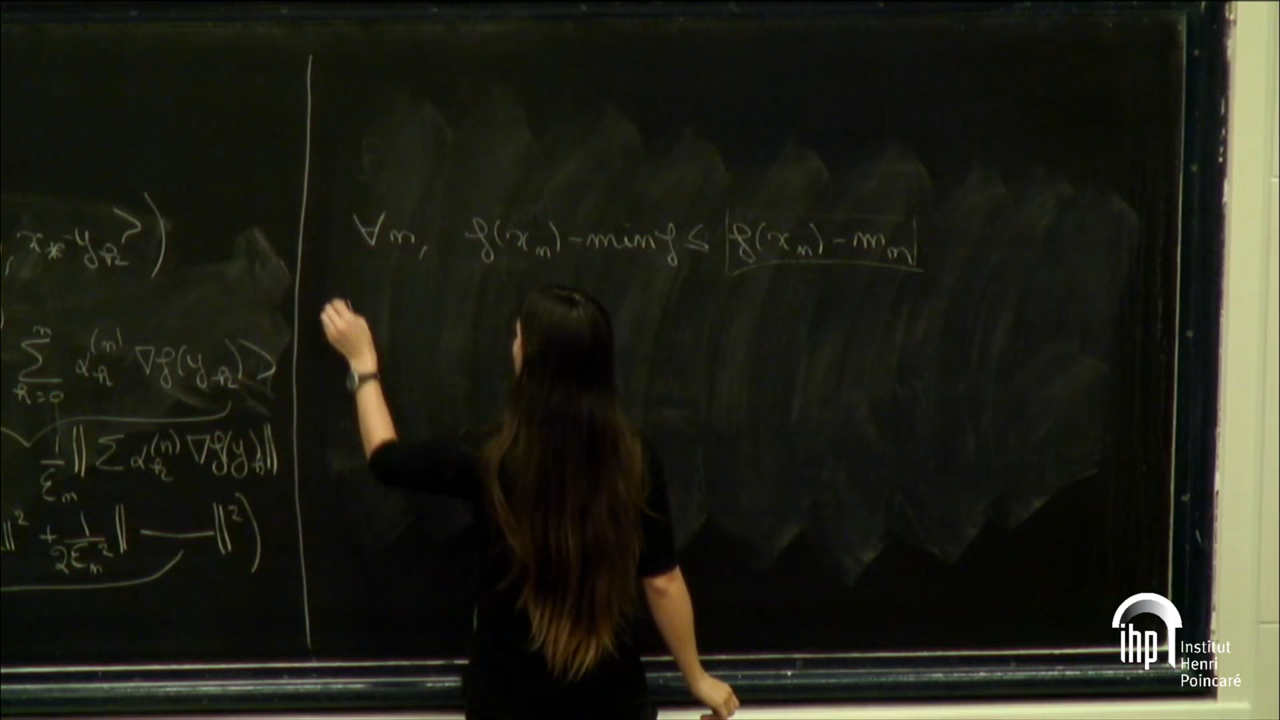 , x_* - y_k ⟩ )
∑_{k=0}^{n} α_k^{(n)} ∇f(y_k) ⟩
1/ε_n ‖ ∑ α_k^{(n)} ∇f(y_k) ‖
‖² + 1/(2ε_n²) ‖ —— ‖² )
∀n, f(x_n) - min f ≤ |f(x_n) - m_n|
ihp Institut
Henri
Poincaré